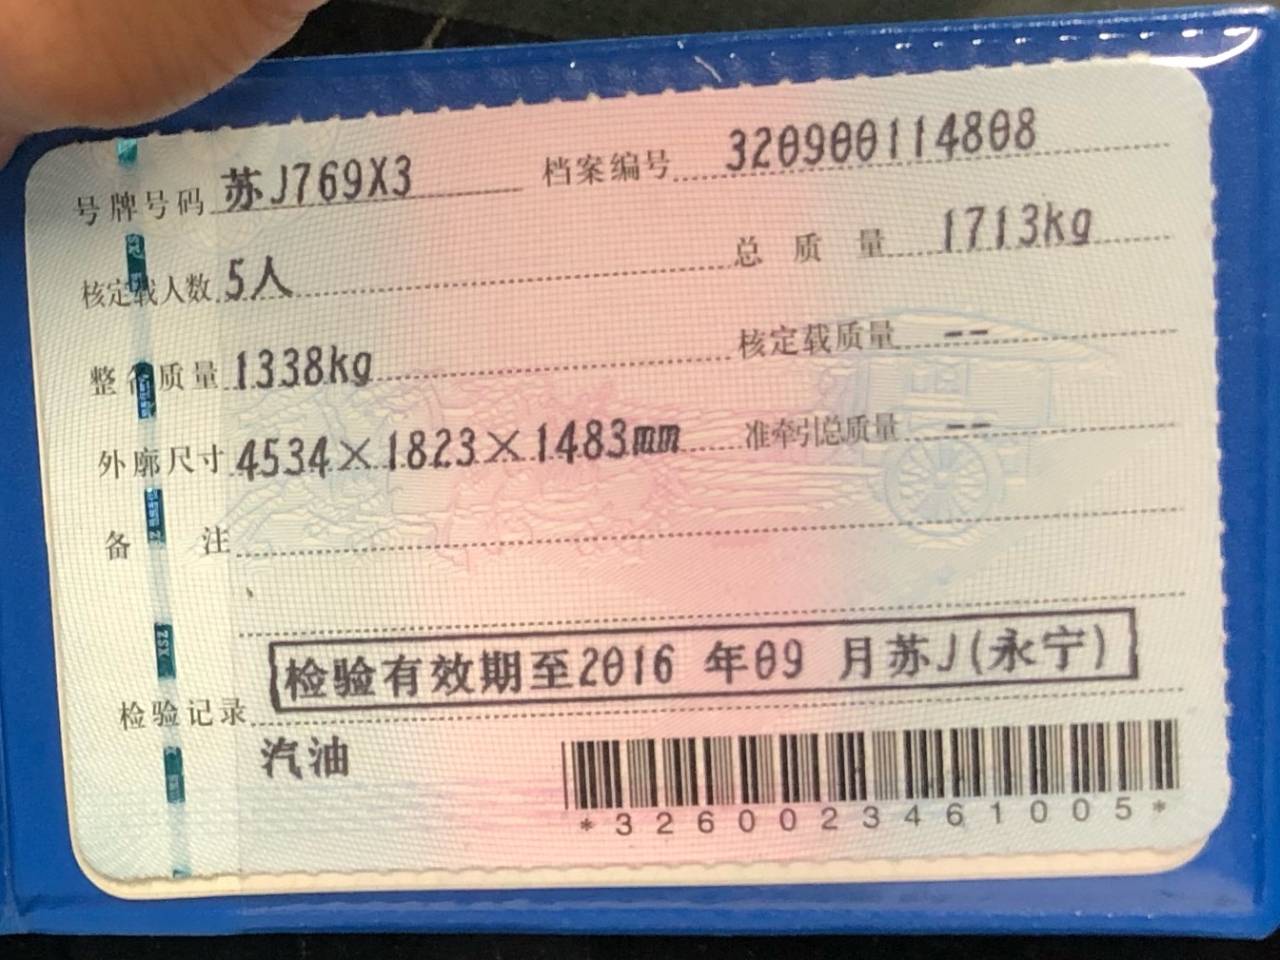 号牌号码 苏J769X3 档案编号 320900114808
核定载人数 5人 总质量 1713kg
整备质量 1338kg 核定载质量 --
外廓尺寸 4534×1823×1483mm 准牵引总质量 --
备注
检验有效期至2016 年09 月苏J(永宁)
检验记录
汽油
*3260023461005*